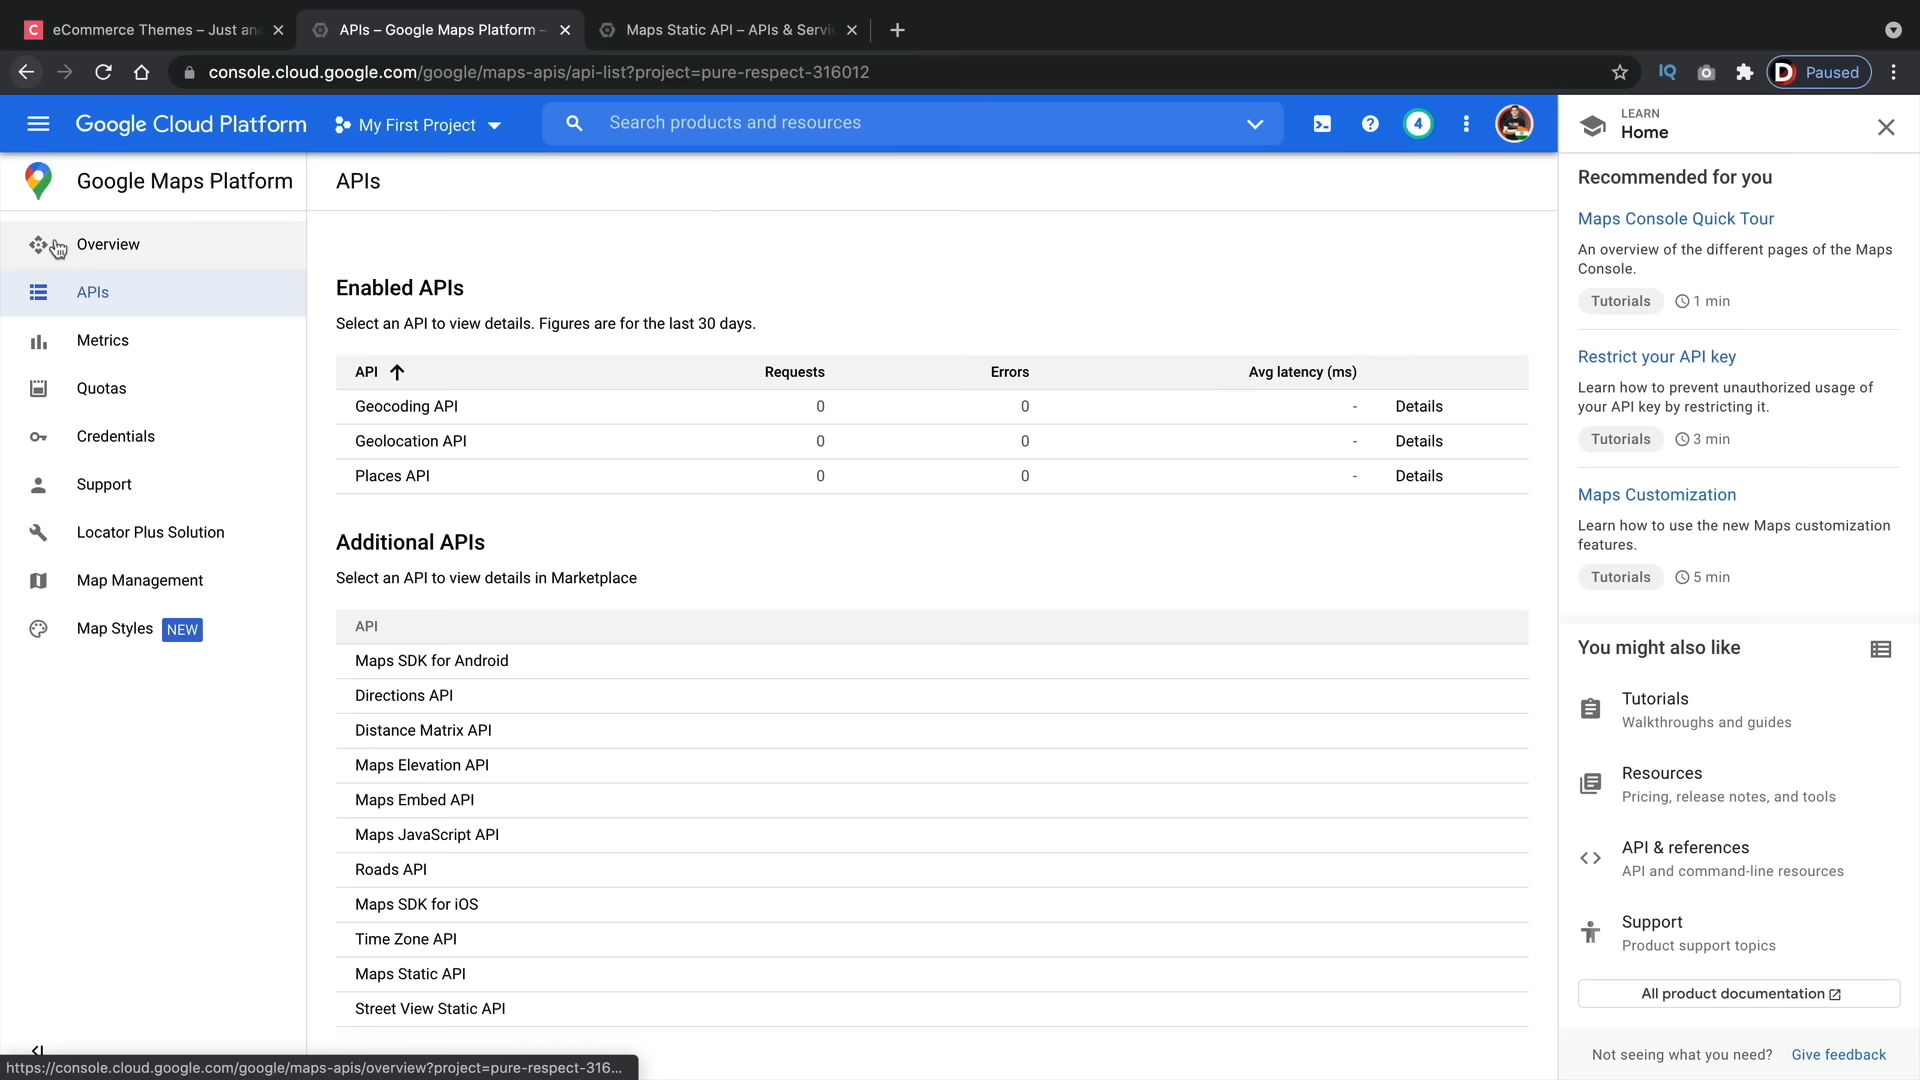 eCommerce Themes – Just an
APIs – Google Maps Platform –
Maps Static API – APIs & Servi
console.cloud.google.com/google/maps-apis/api-list?project=pure-respect-316012
IQ
D Paused
Google Cloud Platform
My First Project
Search products and resources
4
LEARN
Home
Google Maps Platform
APIs
Overview
APIs
Metrics
Quotas
Credentials
Support
Locator Plus Solution
Map Management
Map Styles NEW
Enabled APIs
Select an API to view details. Figures are for the last 30 days.
API Requests Errors Avg latency (ms)
Geocoding API 0 0 - Details
Geolocation API 0 0 - Details
Places API 0 0 - Details
Additional APIs
Select an API to view details in Marketplace
API
Maps SDK for Android
Directions API
Distance Matrix API
Maps Elevation API
Maps Embed API
Maps JavaScript API
Roads API
Maps SDK for iOS
Time Zone API
Maps Static API
Street View Static API
Recommended for you
Maps Console Quick Tour
An overview of the different pages of the Maps
Console.
Tutorials 1 min
Restrict your API key
Learn how to prevent unauthorized usage of
your API key by restricting it.
Tutorials 3 min
Maps Customization
Learn how to use the new Maps customization
features.
Tutorials 5 min
You might also like
Tutorials
Walkthroughs and guides
Resources
Pricing, release notes, and tools
API & references
API and command-line resources
Support
Product support topics
All product documentation
Not seeing what you need? Give feedback
https://console.cloud.google.com/google/maps-apis/overview?project=pure-respect-316...